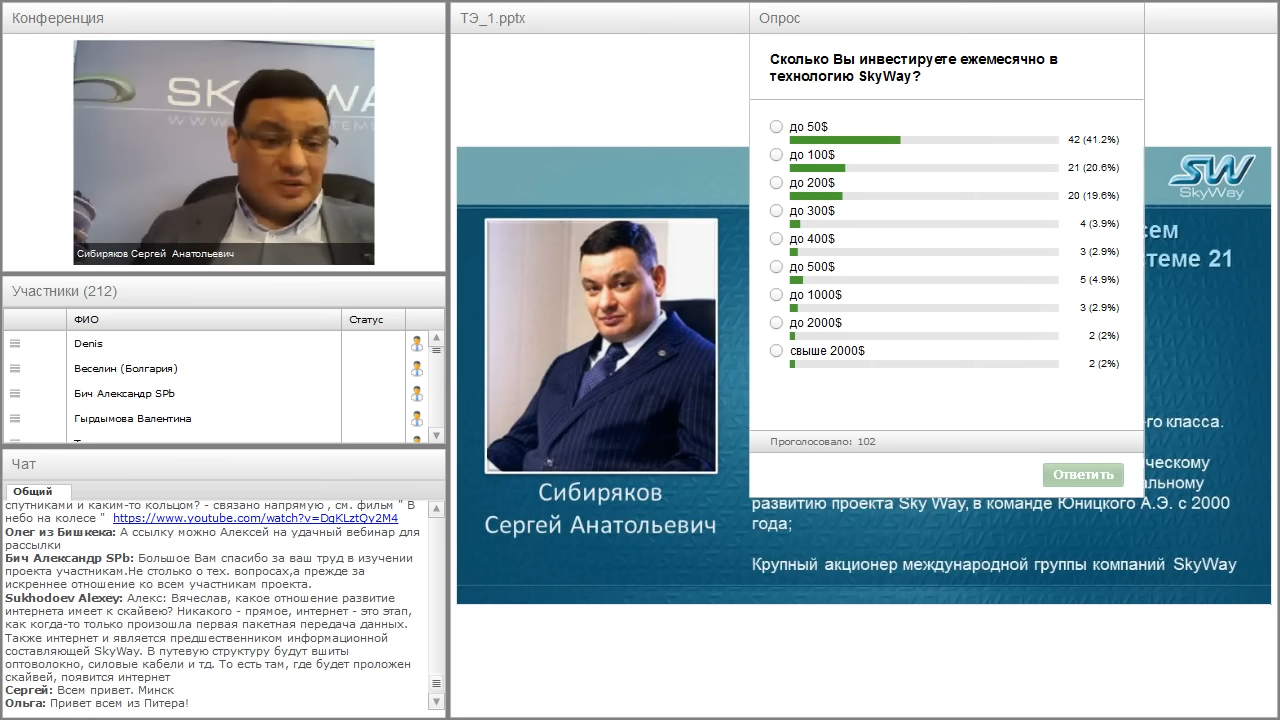 Конференция
SKYWA
Сибиряков Сергей Анатольевич
Участники (212)
ФИО
Статус
Denis
Веселин (Болгария)
Бич Александр SPb
Гырдымова Валентина
Чат
Общий
спутниками и каким-то кольцом? - связано напрямую , см. фильм " В
небо на колесе " https://www.youtube.com/watch?v=DqKLztQv2M4
Олег из Бишкека: А ссылку можно Алексей на удачный вебинар для
рассылки
Бич Александр SPb: Большое Вам спасибо за ваш труд в изучении
проекта участникам.Не столько о тех. вопросах,а прежде за
искреннее отношение ко всем участникам проекта.
Sukhodoev Alexey: Алекс: Вячеслав, какое отношение развитие
интернета имеет к скайвею? Никакого - прямое, интернет - это этап,
как когда-то только произошла первая пакетная передача данных.
Также интернет и является предшественником информационной
составляющей SkyWay. В путевую структуру будут вшиты
оптоволокно, силовые кабели и тд. То есть там, где будет проложен
скайвей, появится интернет
Сергей: Всем привет. Минск
Ольга: Привет всем из Питера!
ТЭ_1.pptx
Опрос
Сколько Вы инвестируете ежемесячно в
технологию SkyWay?
до 50$
42 (41.2%)
до 100$
21 (20.6%)
до 200$
20 (19.6%)
до 300$
4 (3.9%)
до 400$
3 (2.9%)
до 500$
5 (4.9%)
до 1000$
3 (2.9%)
до 2000$
2 (2%)
свыше 2000$
2 (2%)
Проголосовало: 102
Ответить
SW
SkyWay
сем
стеме 21
-го класса.
ческому
альному
развитию проекта Sky Way, в команде Юницкого А.Э. с 2000
года;
Крупный акционер международной группы компаний SkyWay
Сибиряков
Сергей Анатольевич